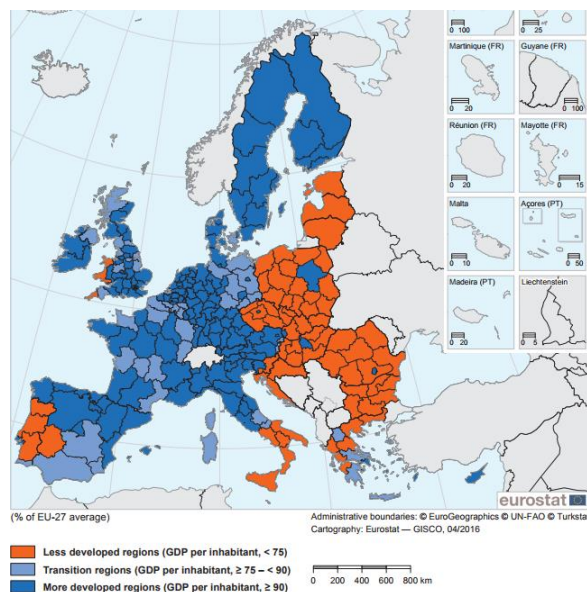 0 100
0 25
Martinique (FR)
Guyane (FR)
0 20
0 100
Réunion (FR)
Mayotte (FR)
0 20
0 15
Malta
Açores (PT)
0 10
0 50
Madeira (PT)
Liechtenstein
0 20
0 5
eurostat
(% of EU-27 average)
Administrative boundaries: © EuroGeographics © UN-FAO © Turksta
Cartography: Eurostat — GISCO, 04/2016
Less developed regions (GDP per inhabitant, < 75)
Transition regions (GDP per inhabitant, ≥ 75 – < 90)
More developed regions (GDP per inhabitant, ≥ 90)
0 200 400 600 800 km